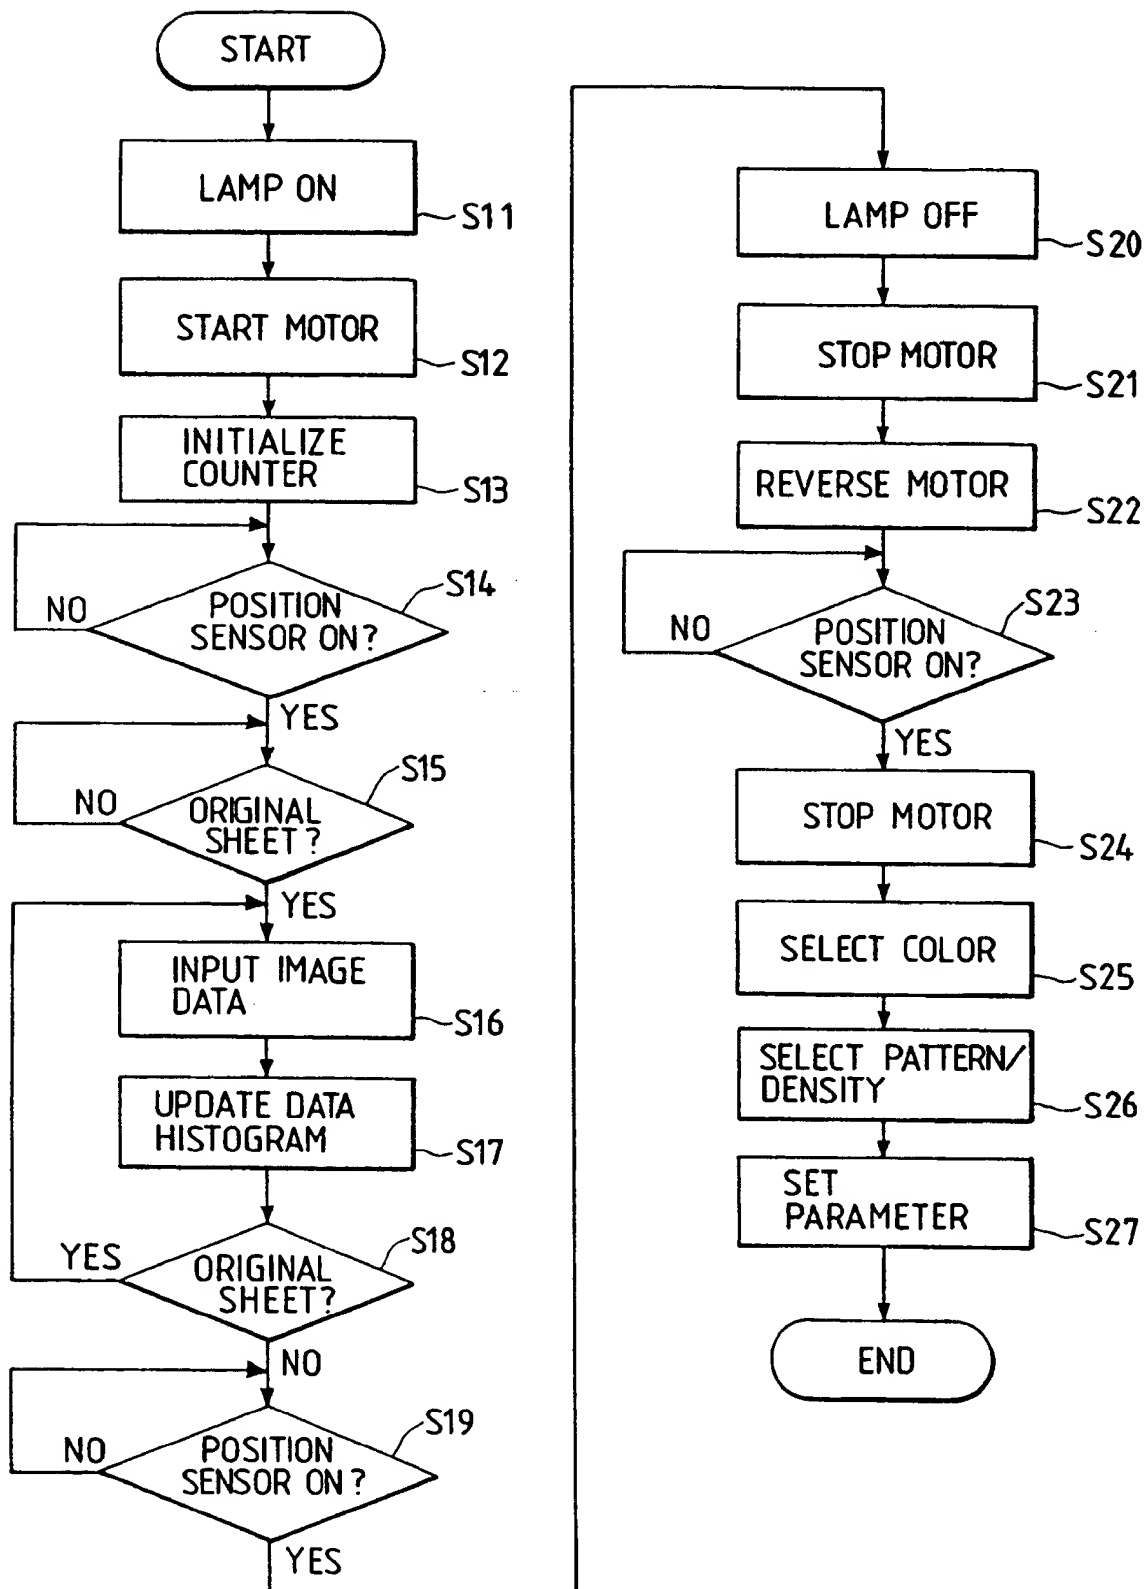 START
LAMP ON
S11
START MOTOR
S12
INITIALIZE
COUNTER
S13
S14
NO
POSITION
SENSOR ON?
YES
S15
NO
ORIGINAL
SHEET?
YES
INPUT IMAGE
DATA
S16
UPDATE DATA
HISTOGRAM
S17
S18
YES
ORIGINAL
SHEET?
NO
S19
NO
POSITION
SENSOR ON?
YES
LAMP OFF
S20
STOP MOTOR
S21
REVERSE MOTOR
S22
S23
NO
POSITION
SENSOR ON?
YES
STOP MOTOR
S24
SELECT COLOR
S25
SELECT PATTERN/
DENSITY
S26
SET
PARAMETER
S27
END